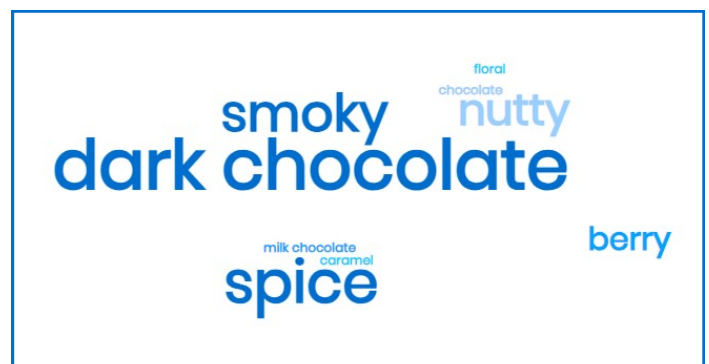 floral
chocolate
smoky
nutty
dark chocolate
berry
milk chocolate
caramel
spice